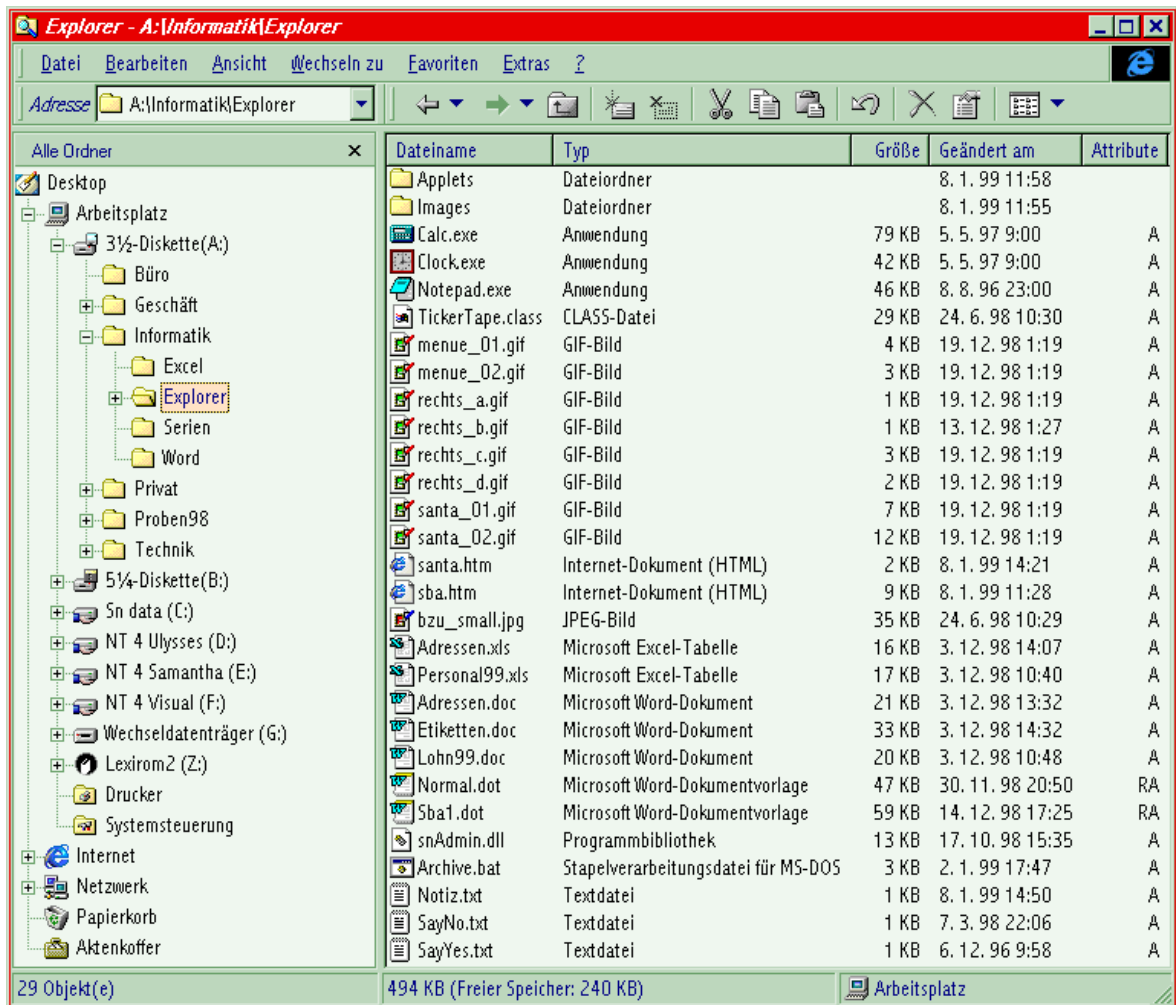 Explorer - A:\Informatik\Explorer
Datei Bearbeiten Ansicht Wechseln zu Favoriten Extras ?
Adresse A:\Informatik\Explorer
Alle Ordner
Desktop
Arbeitsplatz
3½-Diskette(A:)
Büro
Geschäft
Informatik
Excel
Explorer
Serien
Word
Privat
Proben98
Technik
5¼-Diskette(B:)
Sn data (C:)
NT 4 Ulysses (D:)
NT 4 Samantha (E:)
NT 4 Visual (F:)
Wechseldatenträger (G:)
Lexirom2 (Z:)
Drucker
Systemsteuerung
Internet
Netzwerk
Papierkorb
Aktenkoffer
Dateiname Typ Größe Geändert am Attribute
Applets Dateiordner 8. 1. 99 11:58
Images Dateiordner 8. 1. 99 11:55
Calc.exe Anwendung 79 KB 5. 5. 97 9:00 A
Clock.exe Anwendung 42 KB 5. 5. 97 9:00 A
Notepad.exe Anwendung 46 KB 8. 8. 96 23:00 A
TickerTape.class CLASS-Datei 29 KB 24. 6. 98 10:30 A
menue_01.gif GIF-Bild 4 KB 19. 12. 98 1:19 A
menue_02.gif GIF-Bild 3 KB 19. 12. 98 1:19 A
rechts_a.gif GIF-Bild 1 KB 19. 12. 98 1:19 A
rechts_b.gif GIF-Bild 1 KB 13. 12. 98 1:27 A
rechts_c.gif GIF-Bild 3 KB 19. 12. 98 1:19 A
rechts_d.gif GIF-Bild 2 KB 19. 12. 98 1:19 A
santa_01.gif GIF-Bild 7 KB 19. 12. 98 1:19 A
santa_02.gif GIF-Bild 12 KB 19. 12. 98 1:19 A
santa.htm Internet-Dokument (HTML) 2 KB 8. 1. 99 14:21 A
sba.htm Internet-Dokument (HTML) 9 KB 8. 1. 99 11:28 A
bzu_small.jpg JPEG-Bild 35 KB 24. 6. 98 10:29 A
Adressen.xls Microsoft Excel-Tabelle 16 KB 3. 12. 98 14:07 A
Personal99.xls Microsoft Excel-Tabelle 17 KB 3. 12. 98 10:40 A
Adressen.doc Microsoft Word-Dokument 21 KB 3. 12. 98 13:32 A
Etiketten.doc Microsoft Word-Dokument 33 KB 3. 12. 98 14:32 A
Lohn99.doc Microsoft Word-Dokument 20 KB 3. 12. 98 10:48 A
Normal.dot Microsoft Word-Dokumentvorlage 47 KB 30. 11. 98 20:50 RA
Sba1.dot Microsoft Word-Dokumentvorlage 59 KB 14. 12. 98 17:25 RA
snAdmin.dll Programmbibliothek 13 KB 17. 10. 98 15:35 A
Archive.bat Stapelverarbeitungsdatei für MS-DOS 3 KB 2. 1. 99 17:47 A
Notiz.txt Textdatei 1 KB 8. 1. 99 14:50 A
SayNo.txt Textdatei 1 KB 7. 3. 98 22:06 A
SayYes.txt Textdatei 1 KB 6. 12. 96 9:58 A
29 Objekt(e) 494 KB (Freier Speicher: 240 KB) Arbeitsplatz